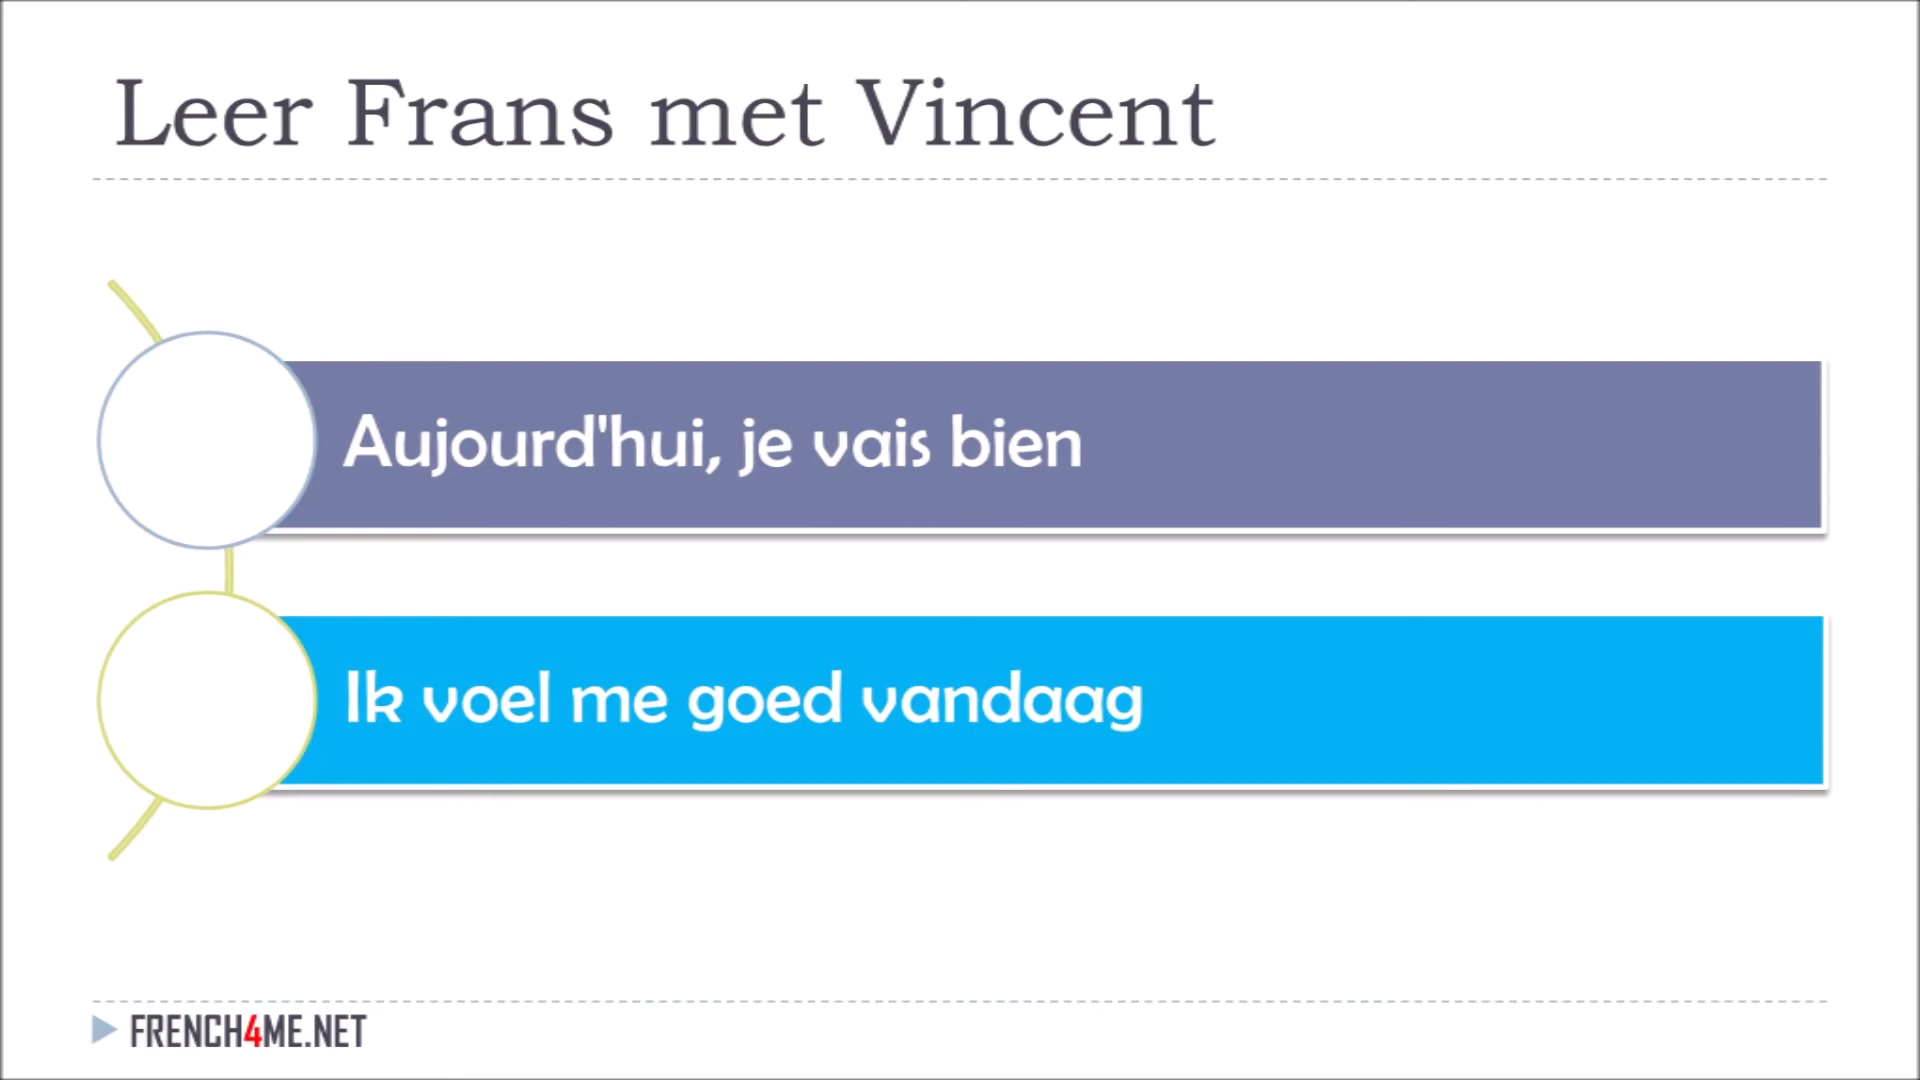 Leer Frans met Vincent
Aujourd'hui, je vais bien
Ik voel me goed vandaag
FRENCH4ME.NET